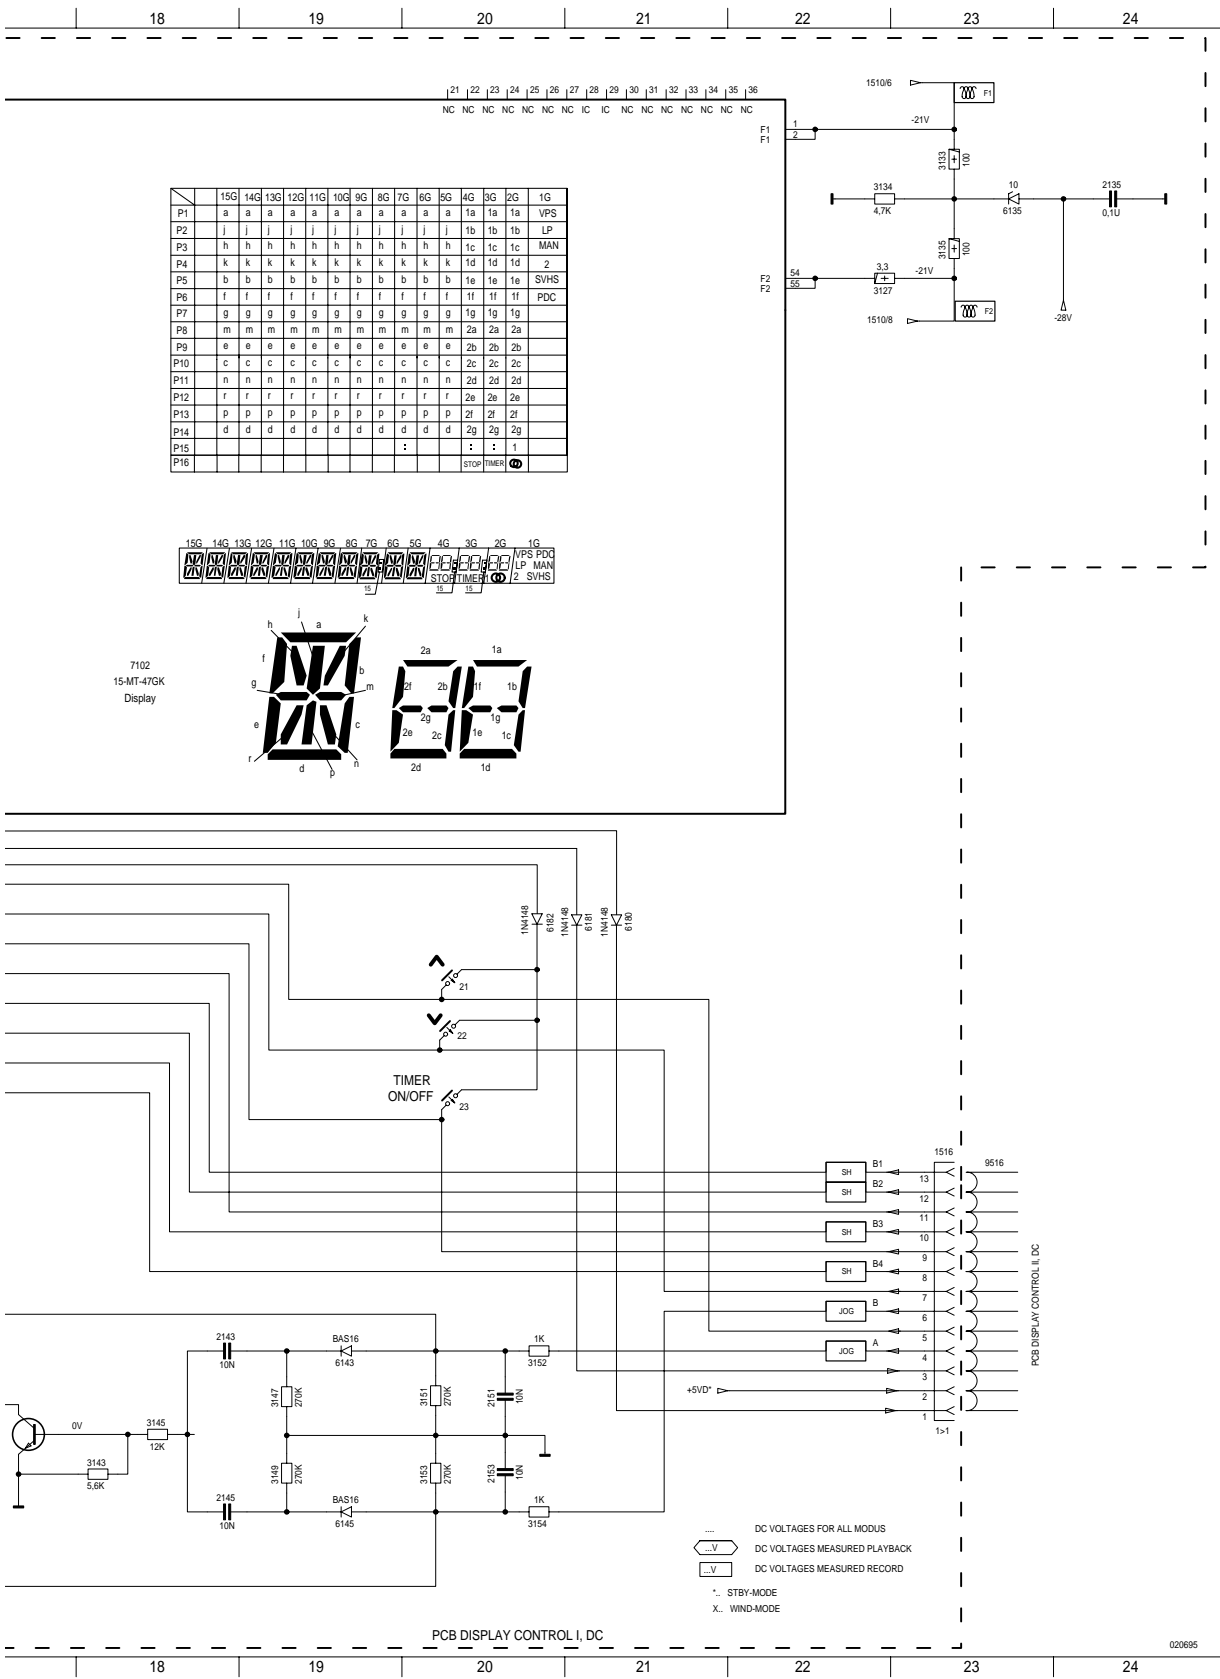 18 19 20 21 22 23 24
1510/6
F1
21 22 23 24 25 26 27 28 29 30 31 32 33 34 35 36
NC NC NC NC NC NC NC IC IC NC NC NC NC NC NC NC
F1 1
F1 2
-21V
3133 100
3134 4,7K
10 6135
2135 0,1U
3135 100
F2 54
F2 55
3,3 3127
-21V
1510/8
F2
-28V
15G 14G 13G 12G 11G 10G 9G 8G 7G 6G 5G 4G 3G 2G 1G
P1 a a a a a a a a a a a 1a 1a 1a VPS
P2 j j j j j j j j j j j 1b 1b 1b LP
P3 h h h h h h h h h h h 1c 1c 1c MAN
P4 k k k k k k k k k k k 1d 1d 1d 2
P5 b b b b b b b b b b b 1e 1e 1e SVHS
P6 f f f f f f f f f f f 1f 1f 1f PDC
P7 g g g g g g g g g g g 1g 1g 1g
P8 m m m m m m m m m m m 2a 2a 2a
P9 e e e e e e e e e e e 2b 2b 2b
P10 c c c c c c c c c c c 2c 2c 2c
P11 n n n n n n n n n n n 2d 2d 2d
P12 r r r r r r r r r r r 2e 2e 2e
P13 p p p p p p p p p p p 2f 2f 2f
P14 d d d d d d d d d d d 2g 2g 2g
P15 : : : 1
P16 STOP TIMER
15G 14G 13G 12G 11G 10G 9G 8G 7G 6G 5G 4G 3G 2G 1G
VPS PDC
LP MAN
STOP TIMER 1 2 SVHS
15 15 15
h j a k
f b
g m
e c
r d p n
2a 1a
2f 2b 1f 1b
2g 1g
2e 2c 1e 1c
2d 1d
7102
15-MT-47GK
Display
1N4148 6182
1N4148 6181
1N4148 6180
21
22
TIMER
ON/OFF
23
1516
9516
SH B1 13
SH B2 12
11
SH B3 10
9
SH B4 8
7
JOG B 6
5
JOG A 4
3
+5VD* 2
1
1>1
PCB DISPLAY CONTROL II, DC
2143 10N
BAS16 6143
1K 3152
3147 270K
3151 270K
2151 10N
0V
3145 12K
3143 5,6K
3149 270K
3153 270K
2153 10N
2145 10N
BAS16 6145
1K 3154
.... DC VOLTAGES FOR ALL MODUS
...V DC VOLTAGES MEASURED PLAYBACK
...V DC VOLTAGES MEASURED RECORD
*.. STBY-MODE
X.. WIND-MODE
PCB DISPLAY CONTROL I, DC
020695
18 19 20 21 22 23 24